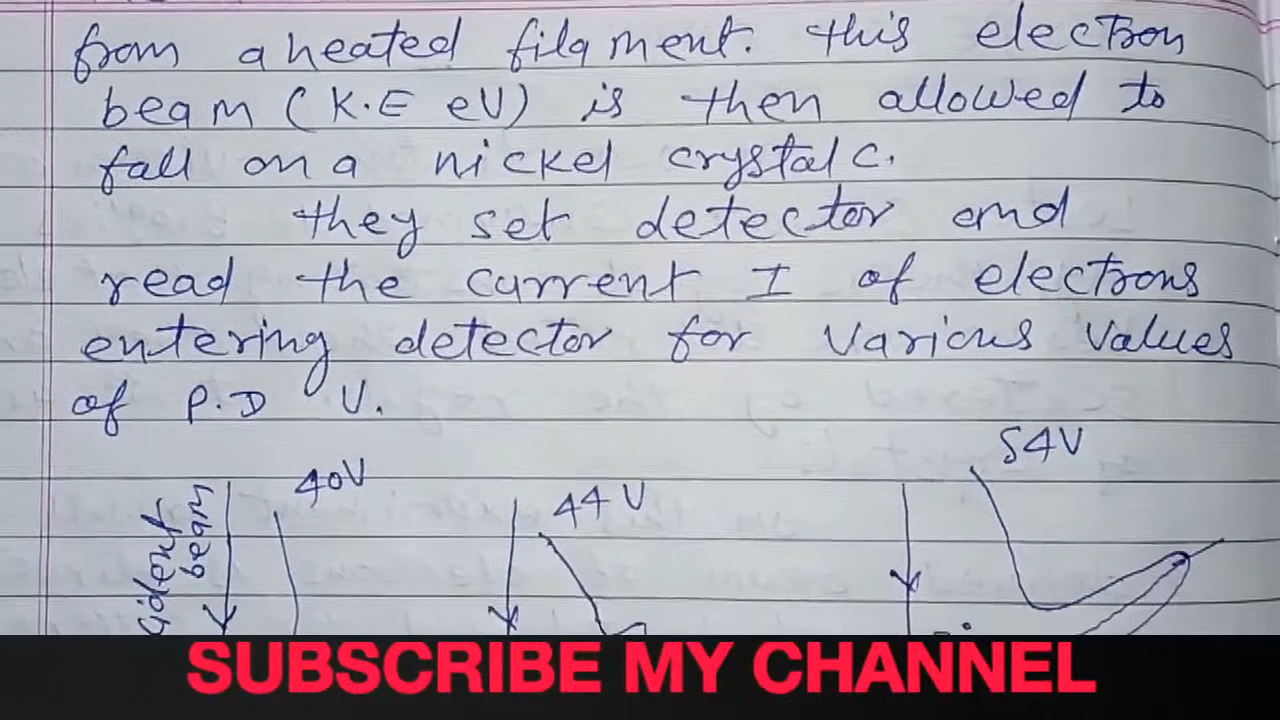 from a heated filament. this electron
beam (K.E eV) is then allowed to
fall on a nickel crystal c.
they set detector and
read the current I of electrons
entering detector for various values
of P.D V.
54V
40V
44 V
beam
SUBSCRIBE MY CHANNEL